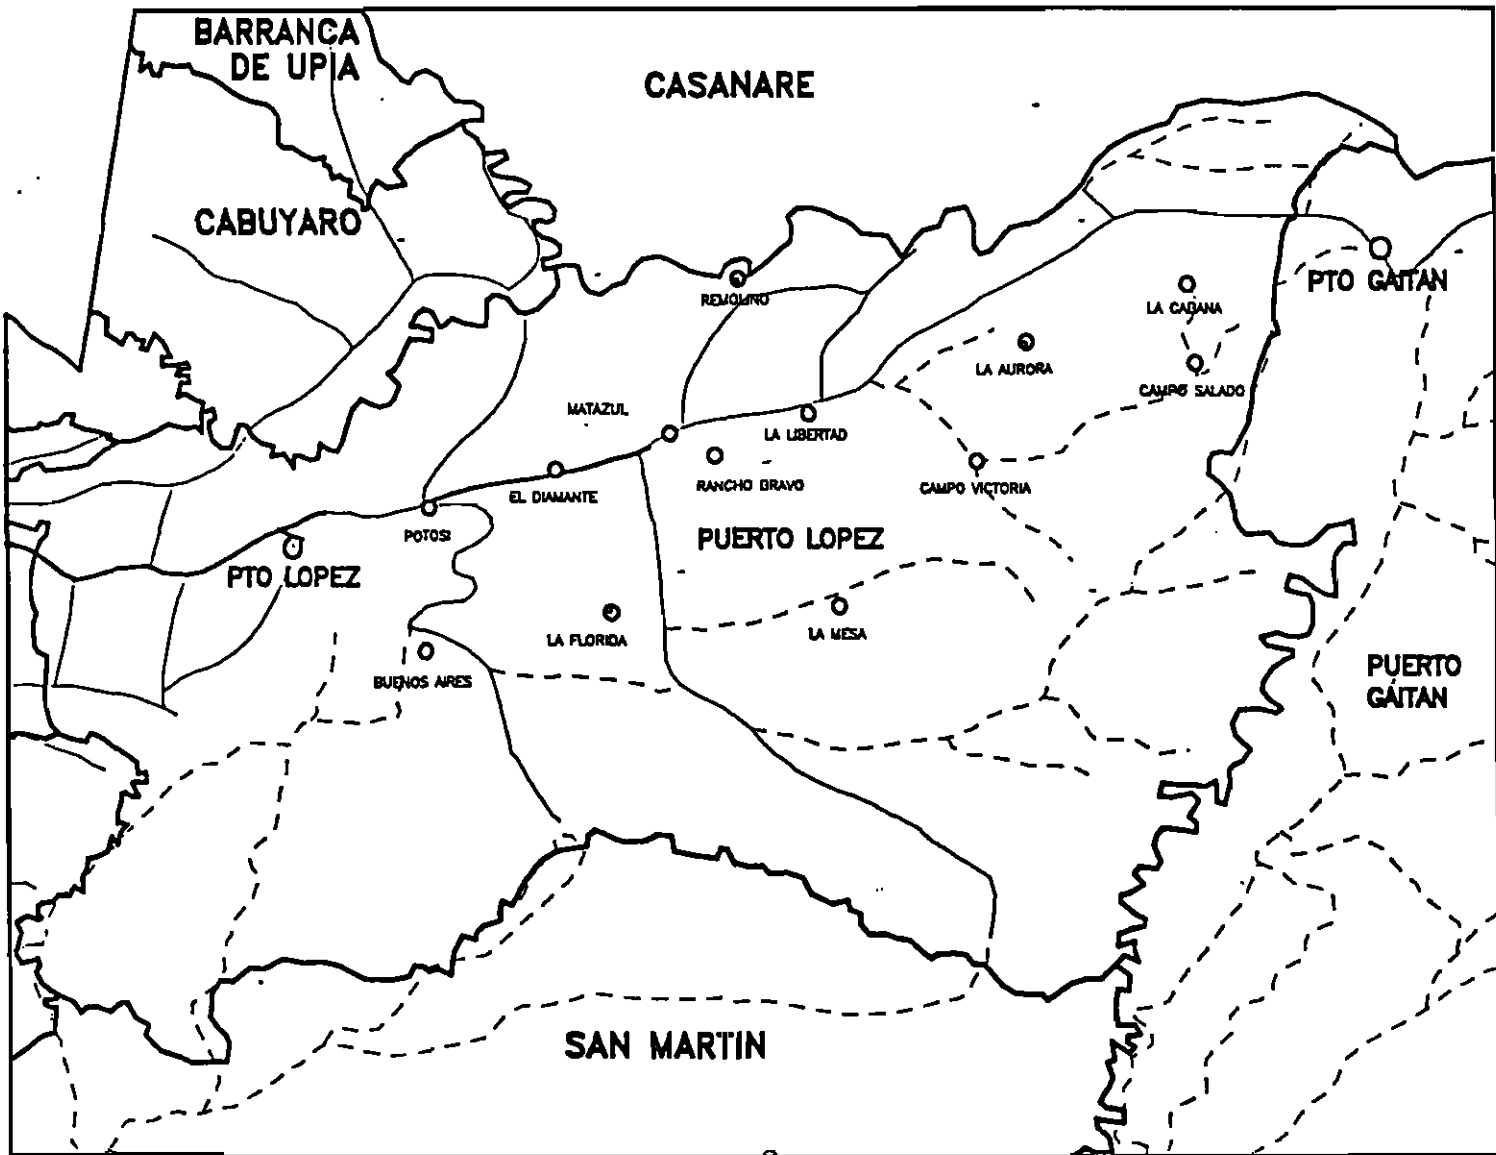 BARRANCA
DE UPIA
CASANARE
CABUYARO
PTO GAITAN
REMOLINO
LA CABANA
LA AURORA
CAMPO SALADO
MATAZUL
LA LIBERTAD
RANCHO BRAVO
CAMPO VICTORIA
EL DIAMANTE
POTOSI
PUERTO LOPEZ
PTO LOPEZ
LA FLORIDA
LA MESA
BUENOS AIRES
PUERTO
GAITAN
SAN MARTIN